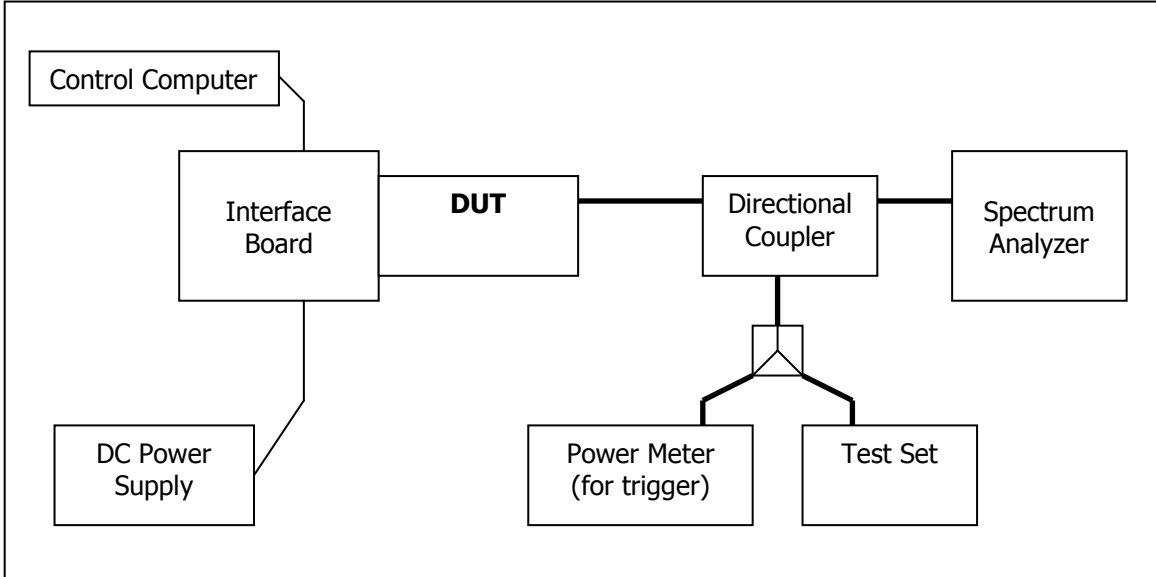 Control Computer
Interface
Board
DUT
Directional
Coupler
Spectrum
Analyzer
DC Power
Supply
Power Meter
(for trigger)
Test Set